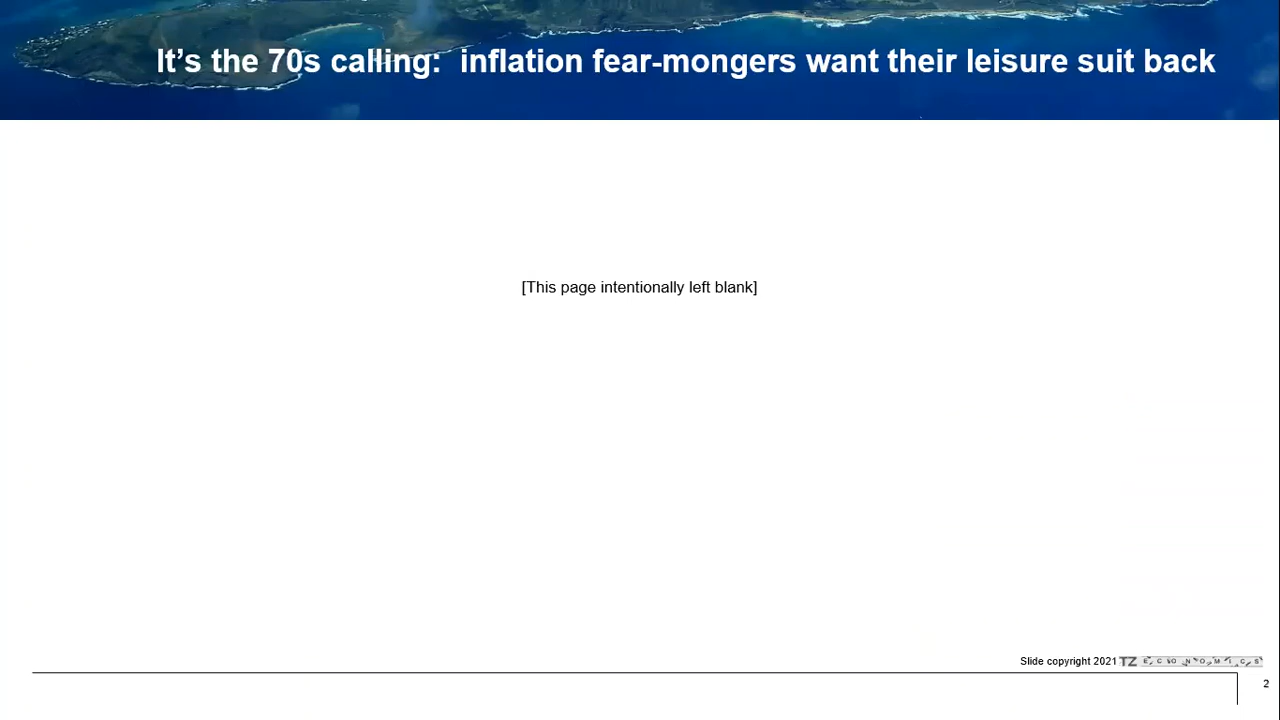 It’s the 70s calling:  inflation fear-mongers want their leisure suit back
[This page intentionally left blank]
Slide copyright 2021 TZ ECONOMICS
2